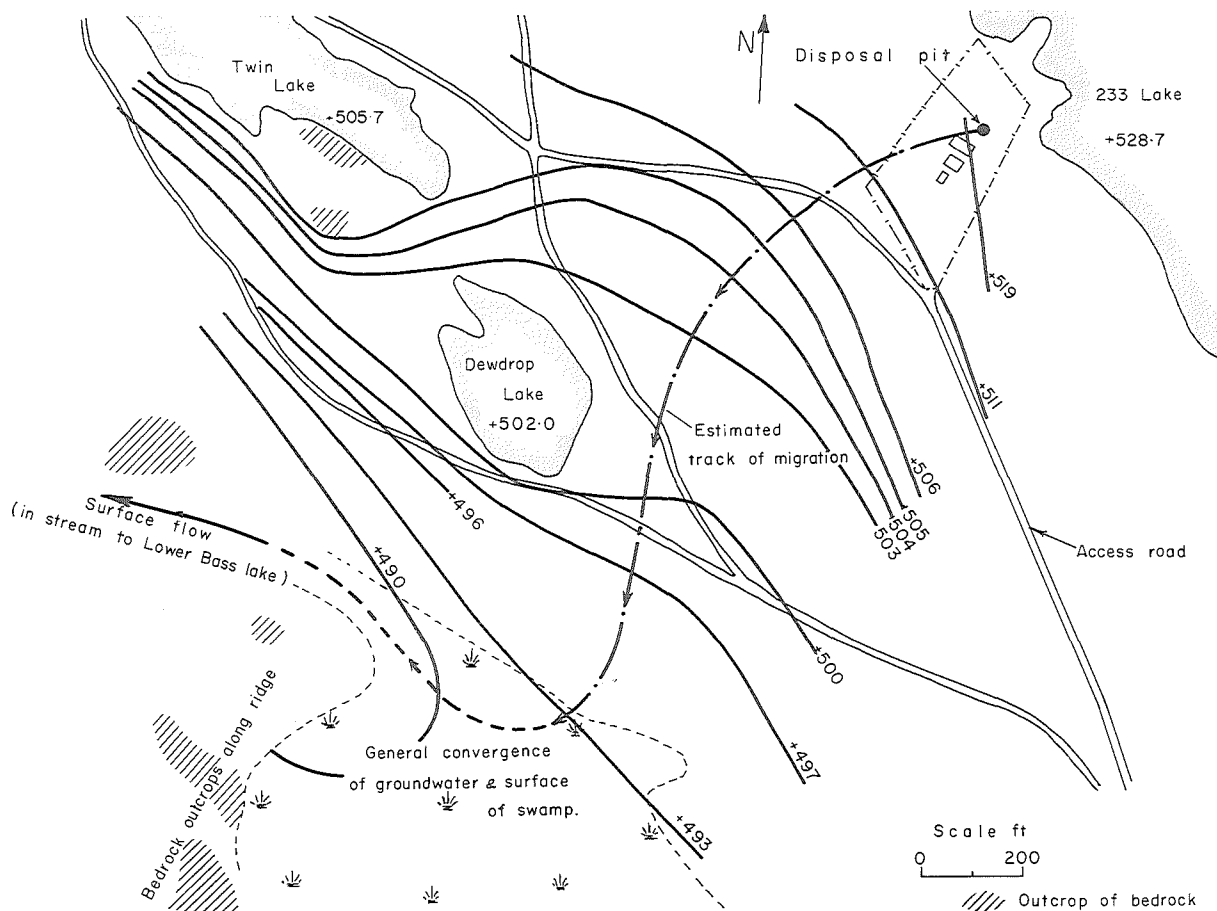 N
Disposal pit
Twin
Lake
+505.7
233 Lake
+528.7
+519
+511
Dewdrop
Lake
+502.0
Estimated
track of migration
+506
505
504
503
Access road
+496
Surface flow
(in stream to Lower Bass lake)
+490
+500
+497
General convergence
of groundwater & surface
of swamp.
Bedrock outcrops along ridge
+493
Scale ft
0 200
Outcrop of bedrock